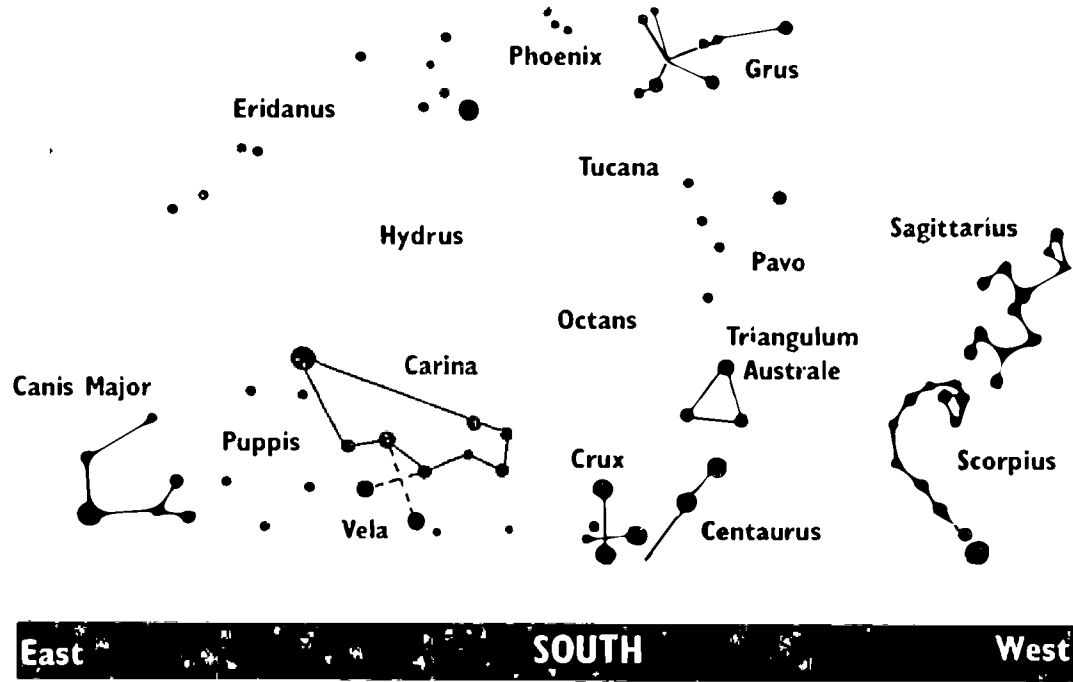 Phoenix
Grus
Eridanus
Tucana
Hydrus
Sagittarius
Pavo
Octans
Triangulum
Australe
Carina
Canis Major
Puppis
Crux
Scorpius
Vela
Centaurus
East
SOUTH
West